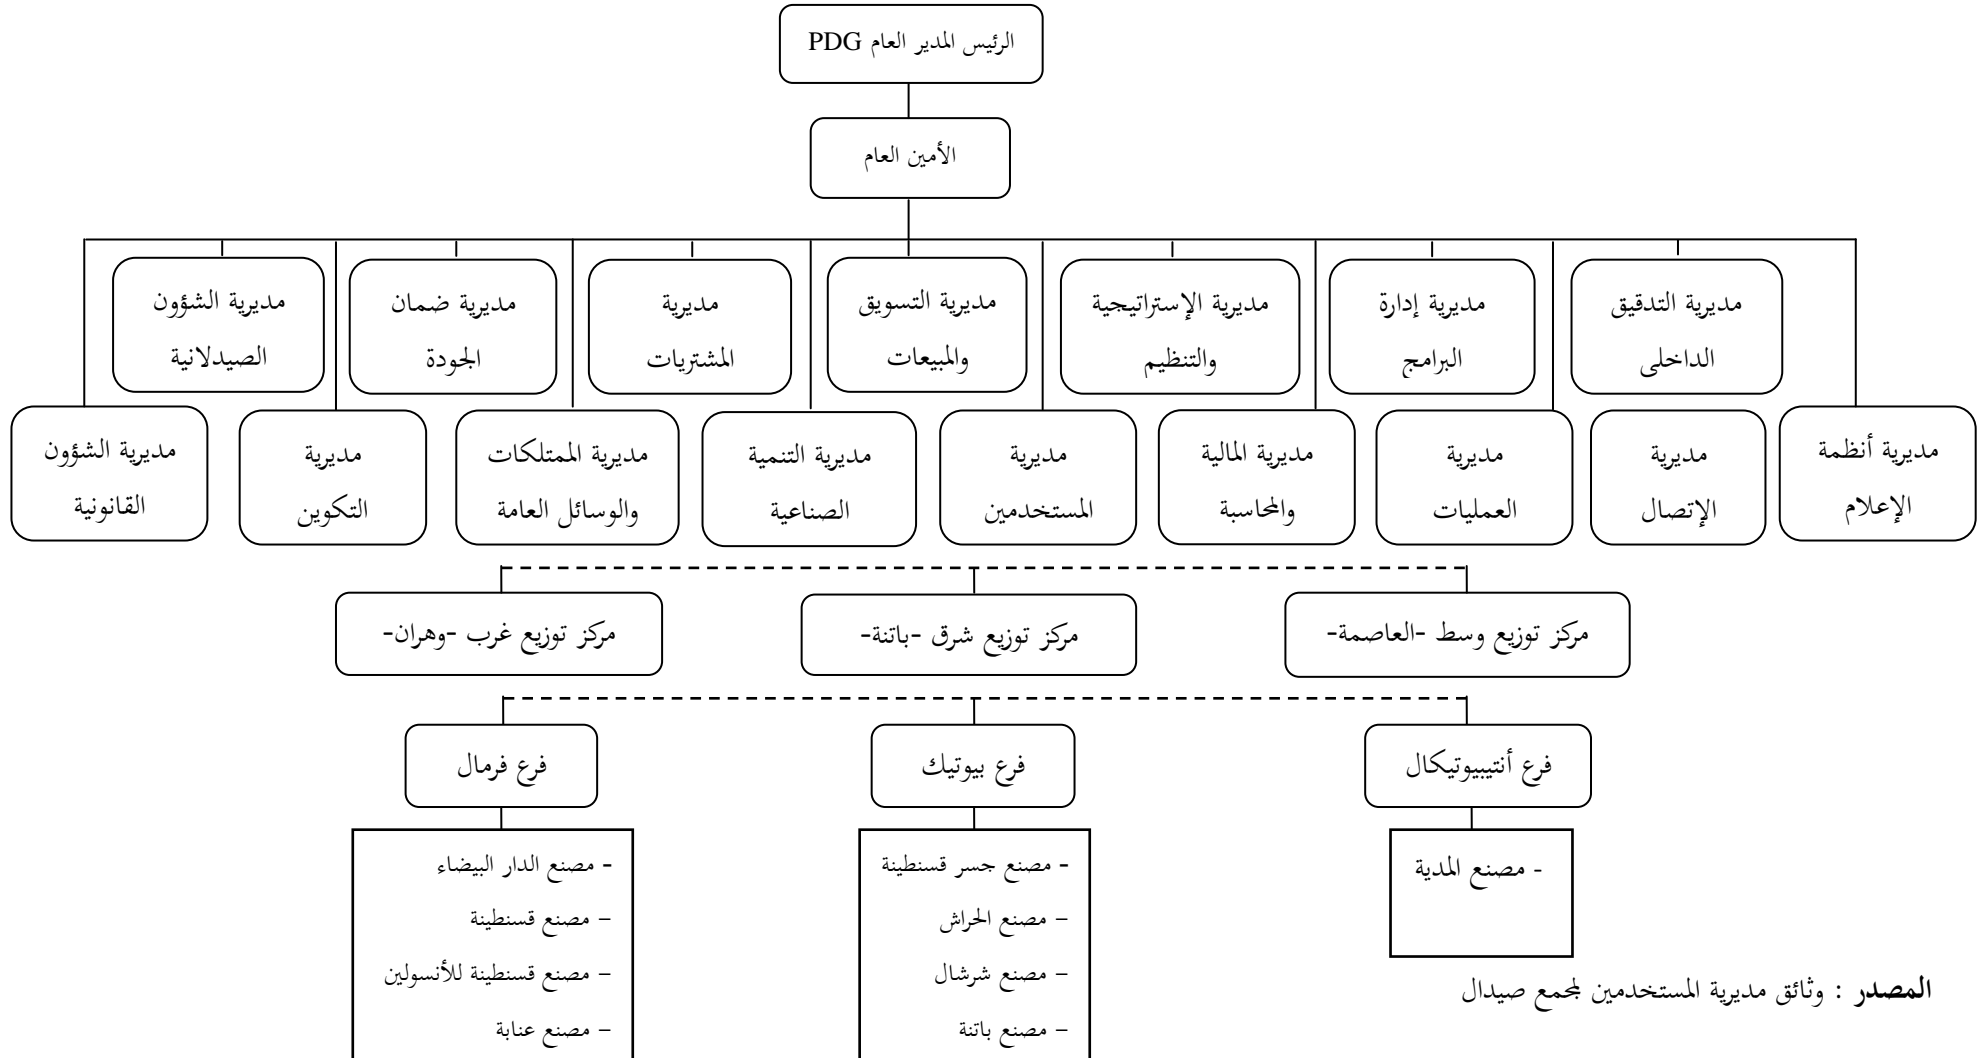 الرئيس المدير العام PDG
الأمين العام
مديرية التدقيق
الداخلى
مديرية إدارة
البرامج
مديرية الإستراتيجية
والتنظيم
مديرية التسويق
والمبيعات
مديرية
المشتريات
مديرية ضمان
الجودة
مديرية الشؤون
الصيدلانية
مديرية أنظمة
الإعلام
مديرية
الإتصال
مديرية
العمليات
مديرية المالية
والمحاسبة
مديرية
المستخدمين
مديرية التنمية
الصناعية
مديرية الممتلكات
والوسائل العامة
مديرية
التكوين
مديرية الشؤون
القانونية
مركز توزيع وسط -العاصمة-
مركز توزيع شرق -باتنة-
مركز توزيع غرب -وهران-
فرع أنتيبيوتيكال
فرع بيوتيك
فرع فرمال
- مصنع المدية
- مصنع جسر قسنطينة
– مصنع الحراش
– مصنع شرشال
– مصنع باتنة
- مصنع الدار البيضاء
– مصنع قسنطينة
– مصنع قسنطينة للأنسولين
– مصنع عنابة
المصدر : وثائق مديرية المستخدمين لمجمع صيدال